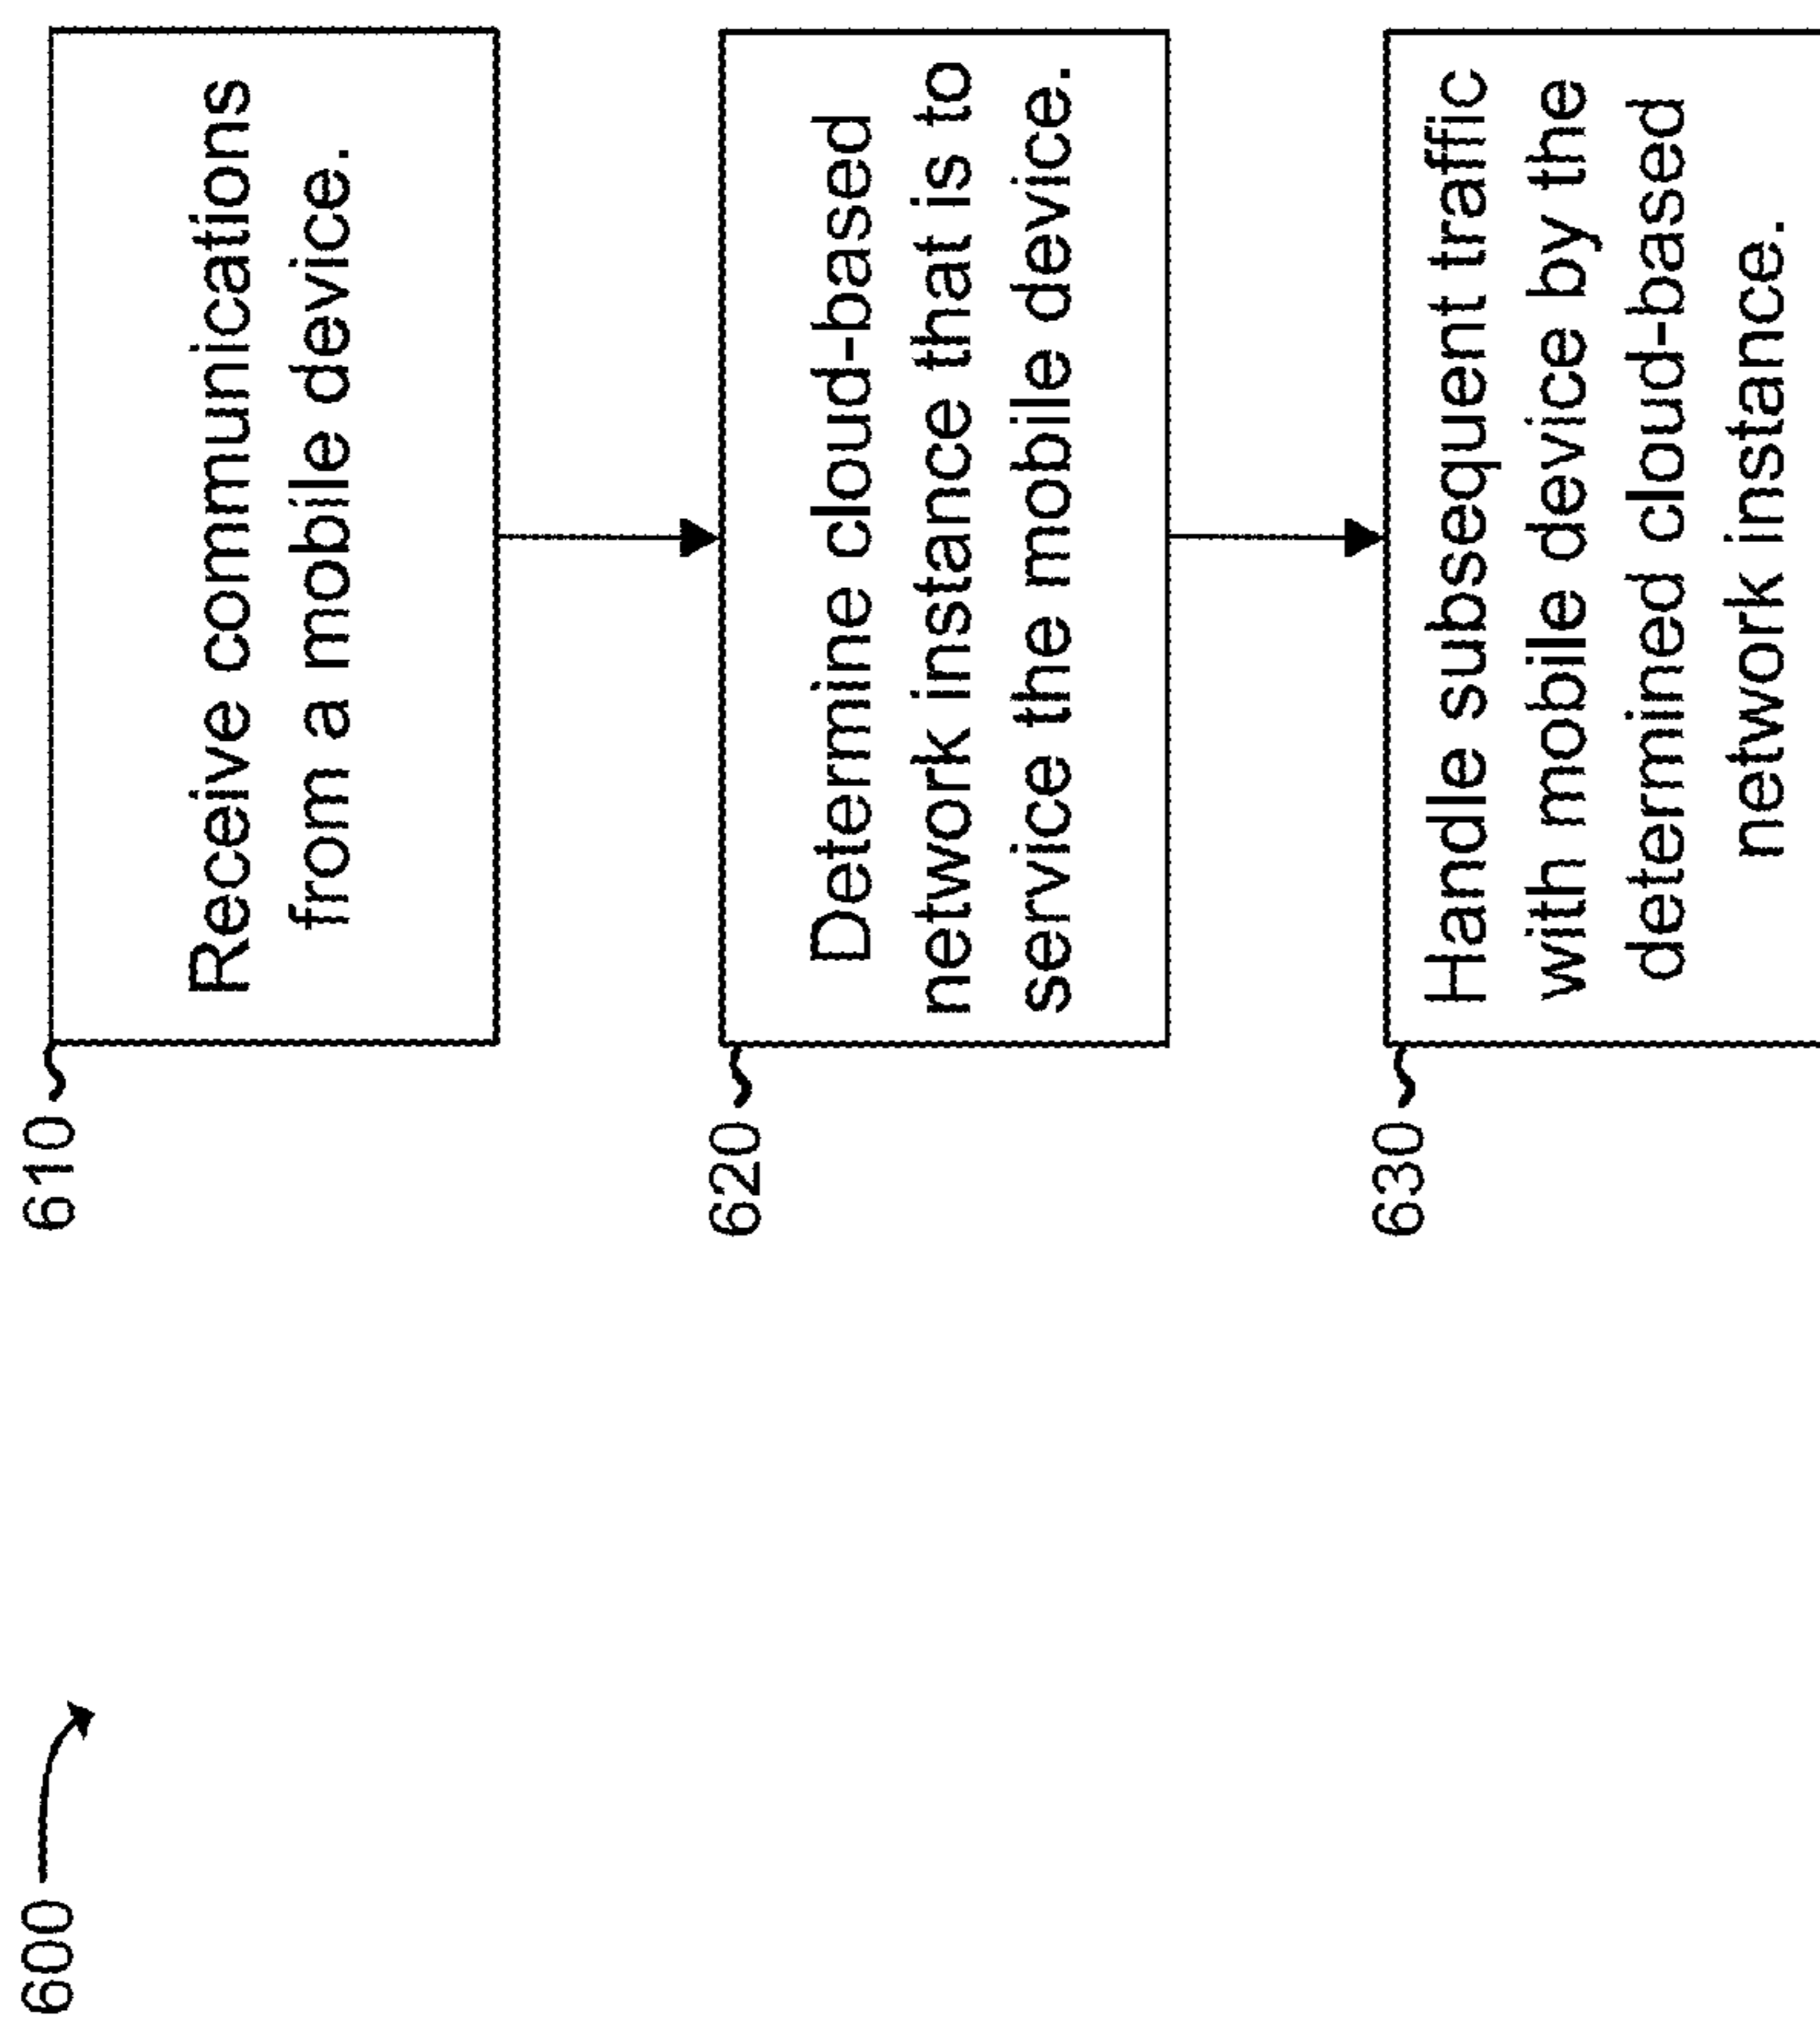 600
610
Receive communications
from a mobile device.
620
Determine cloud-based
network instance that is to
service the mobile device.
630
Handle subsequent traffic
with mobile device by the
determined cloud-based
network instance.